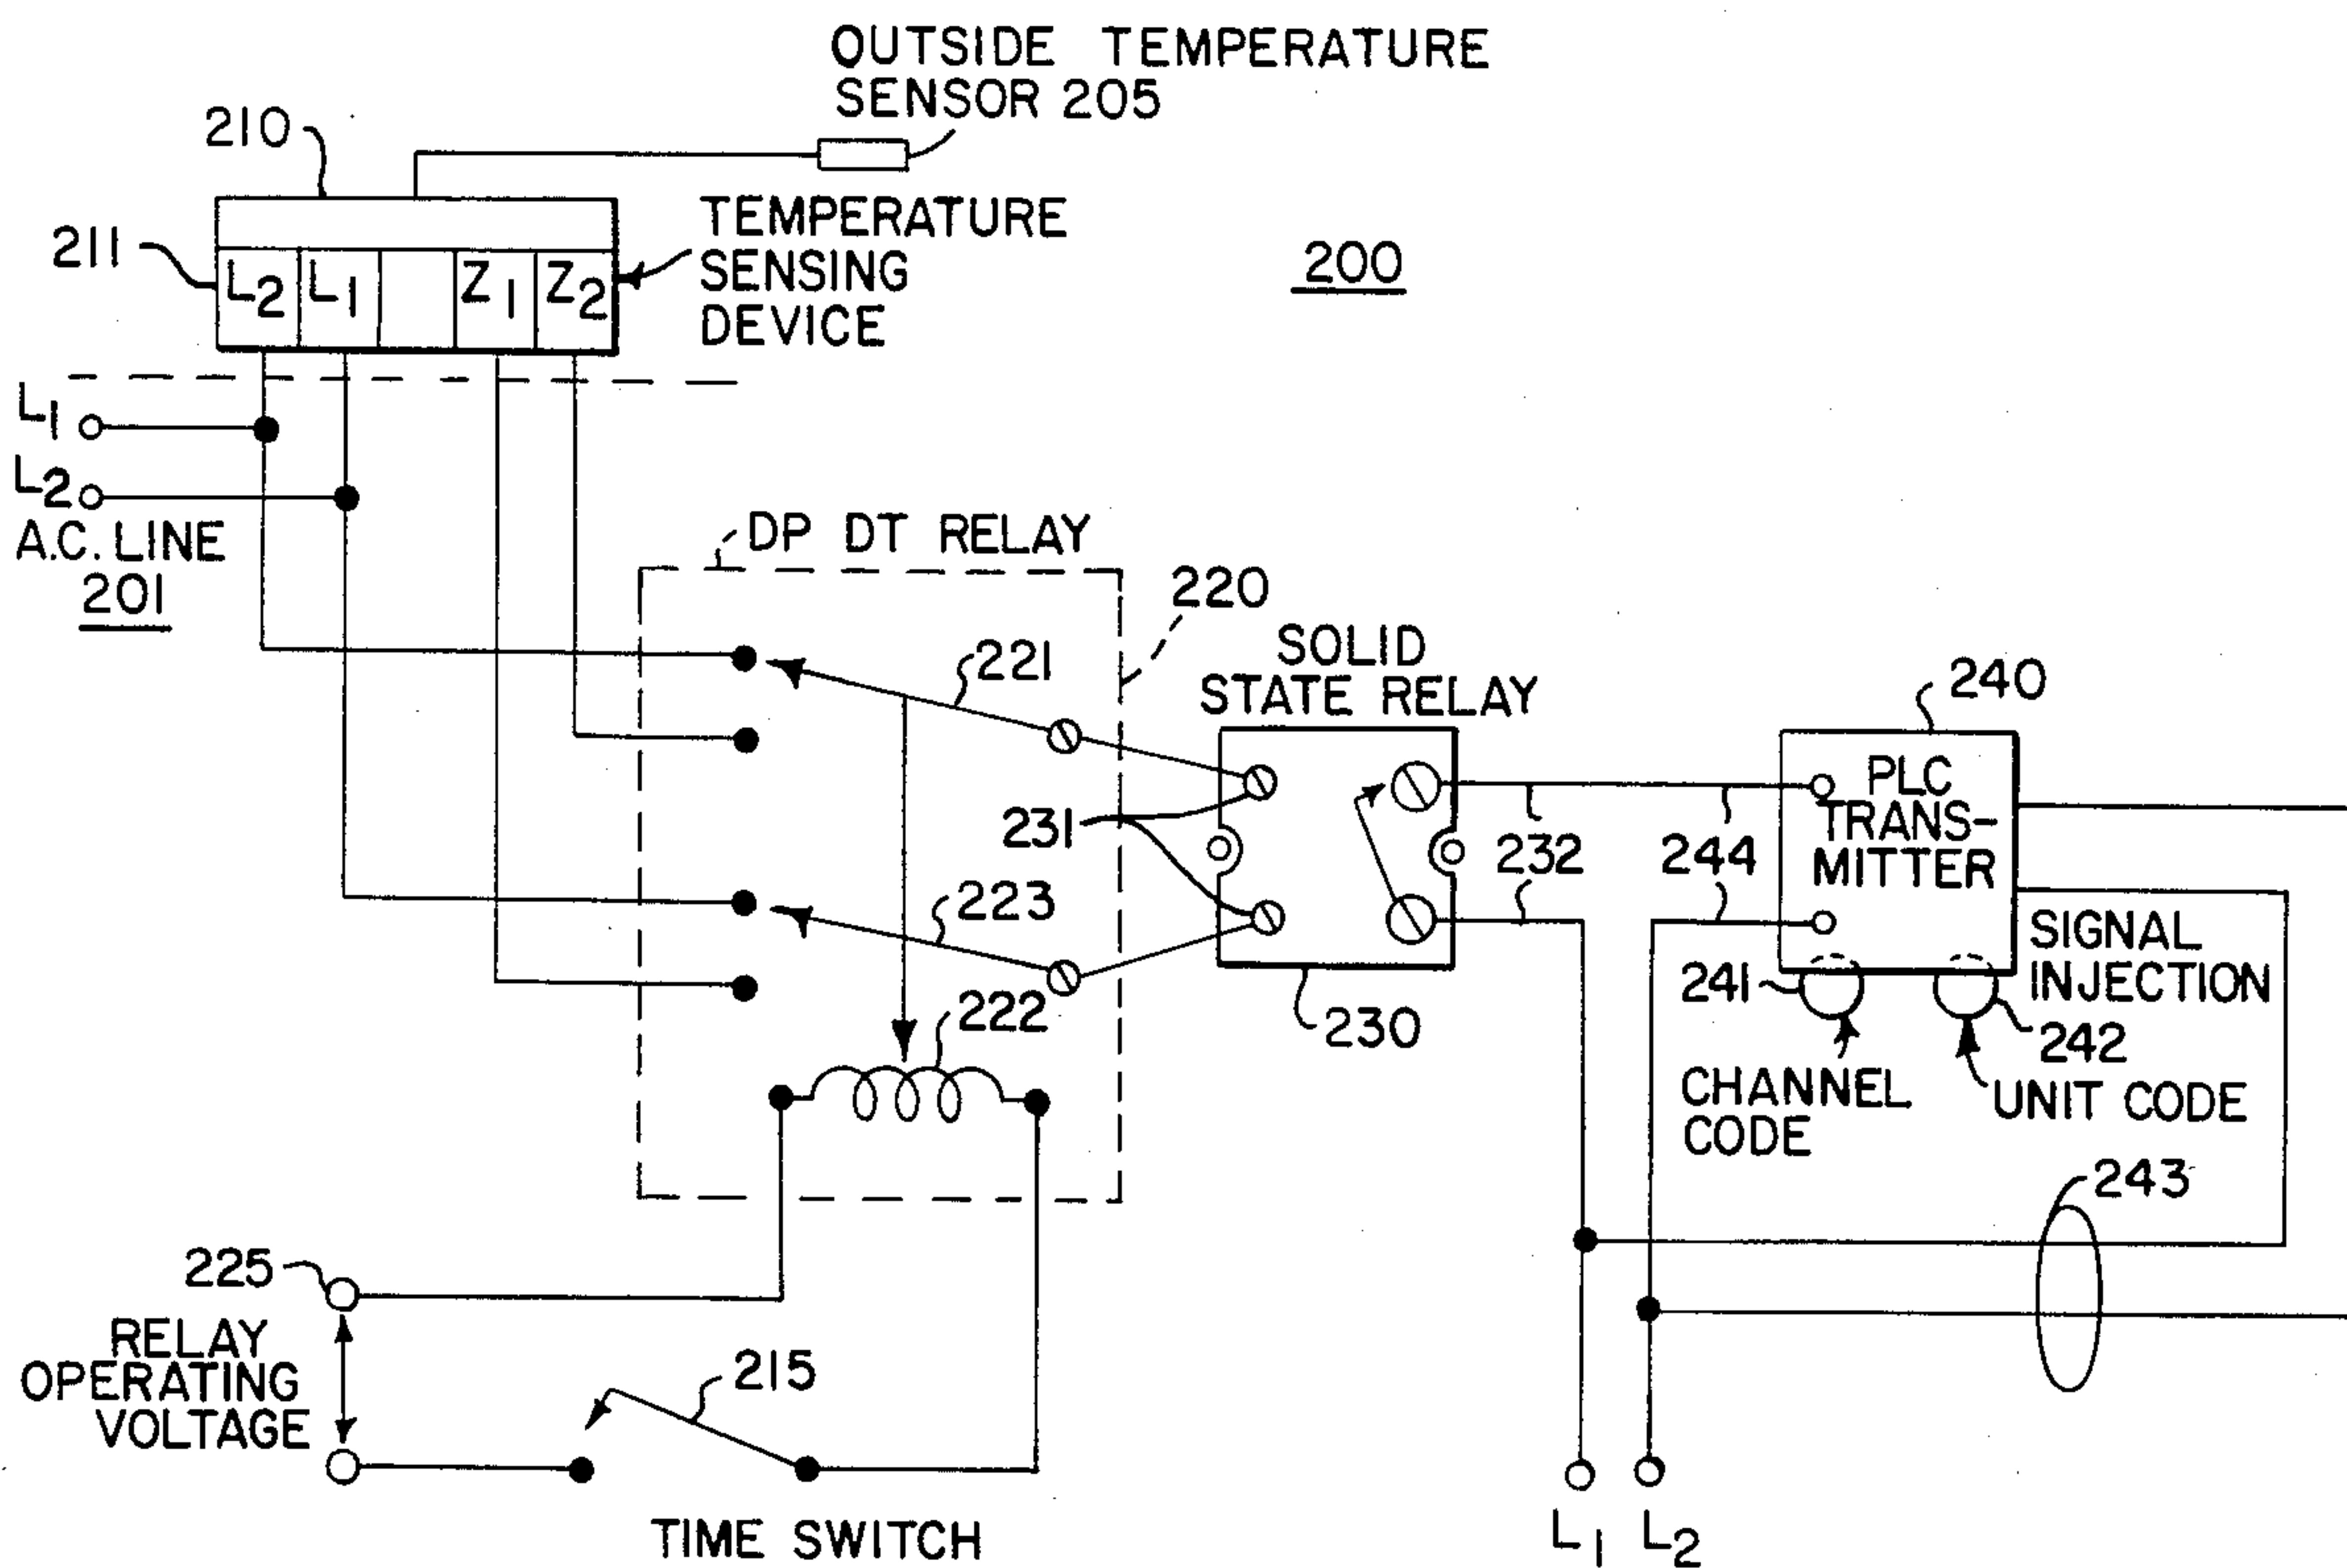 OUTSIDE TEMPERATURE
SENSOR 205
210
211
L2 L1 Z1 Z2
TEMPERATURE
SENSING
DEVICE
200
L1
L2
A.C. LINE
201
DP DT RELAY
220
221
SOLID
STATE RELAY
240
PLC
TRANS-
MITTER
231
232
244
223
222
230
SIGNAL
INJECTION
241
242
CHANNEL
CODE
UNIT CODE
243
225
RELAY
OPERATING
VOLTAGE
215
TIME SWITCH
L1 L2